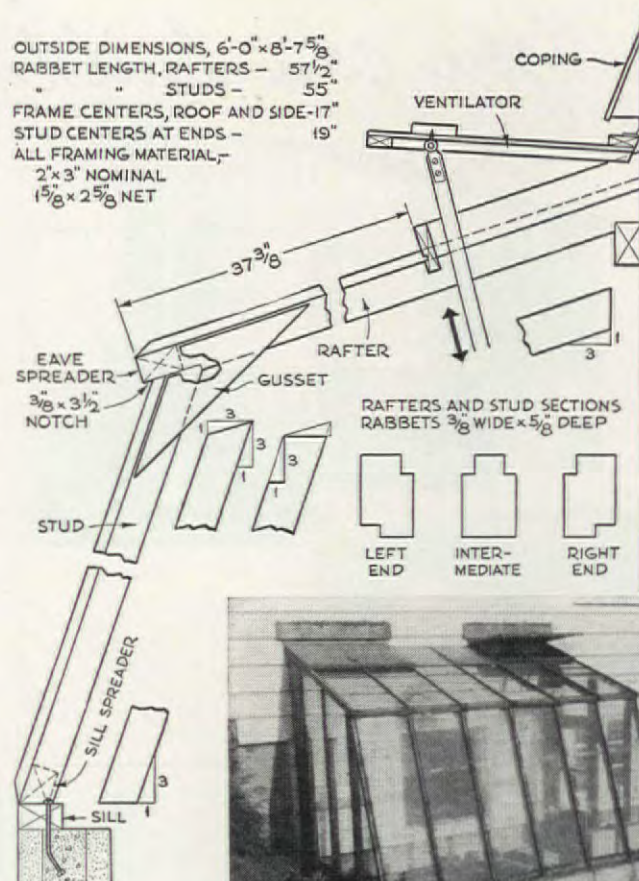 OUTSIDE DIMENSIONS, 6'-0" x 8'-7 5/8"
RABBET LENGTH, RAFTERS – 57 1/2"
" " STUDS – 55"
FRAME CENTERS, ROOF AND SIDE-17"
STUD CENTERS AT ENDS – 19"
ALL FRAMING MATERIAL,–
2" x 3" NOMINAL
1 5/8" x 2 5/8" NET
COPING
VENTILATOR
37 3/8"
RAFTER
3
1
EAVE
SPREADER
3/8" x 3 1/2"
NOTCH
GUSSET
3
1
3
1
3
1
STUD
RAFTERS AND STUD SECTIONS
RABBETS 3/8" WIDE x 5/8" DEEP
LEFT
END
INTER-
MEDIATE
RIGHT
END
SILL SPREADER
3
1
SILL